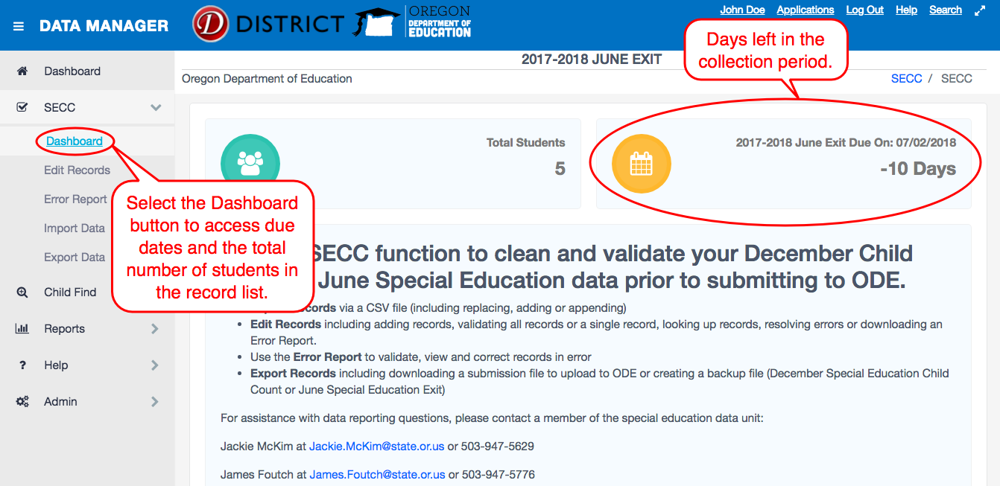 DATA MANAGER
D DISTRICT
OREGON
DEPARTMENT OF
EDUCATION
John Doe Applications Log Out Help Search
Days left in the
collection period.
2017-2018 JUNE EXIT
Oregon Department of Education
SECC / SECC
Dashboard
SECC
Dashboard
Edit Records
Error Report
Import Data
Export Data
Child Find
Reports
? Help
Admin
Select the Dashboard
button to access due
dates and the total
number of students in
the record list.
Total Students
5
2017-2018 June Exit Due On: 07/02/2018
-10 Days
SECC function to clean and validate your December Child
June Special Education data prior to submitting to ODE.
via a CSV file (including replacing, adding or appending)
• Edit Records including adding records, validating all records or a single record, looking up records, resolving errors or downloading an
Error Report.
• Use the Error Report to validate, view and correct records in error
• Export Records including downloading a submission file to upload to ODE or creating a backup file (December Special Education Child
Count or June Special Education Exit)
For assistance with data reporting questions, please contact a member of the special education data unit:
Jackie McKim at Jackie.McKim@state.or.us or 503-947-5629
James Foutch at James.Foutch@state.or.us or 503-947-5776